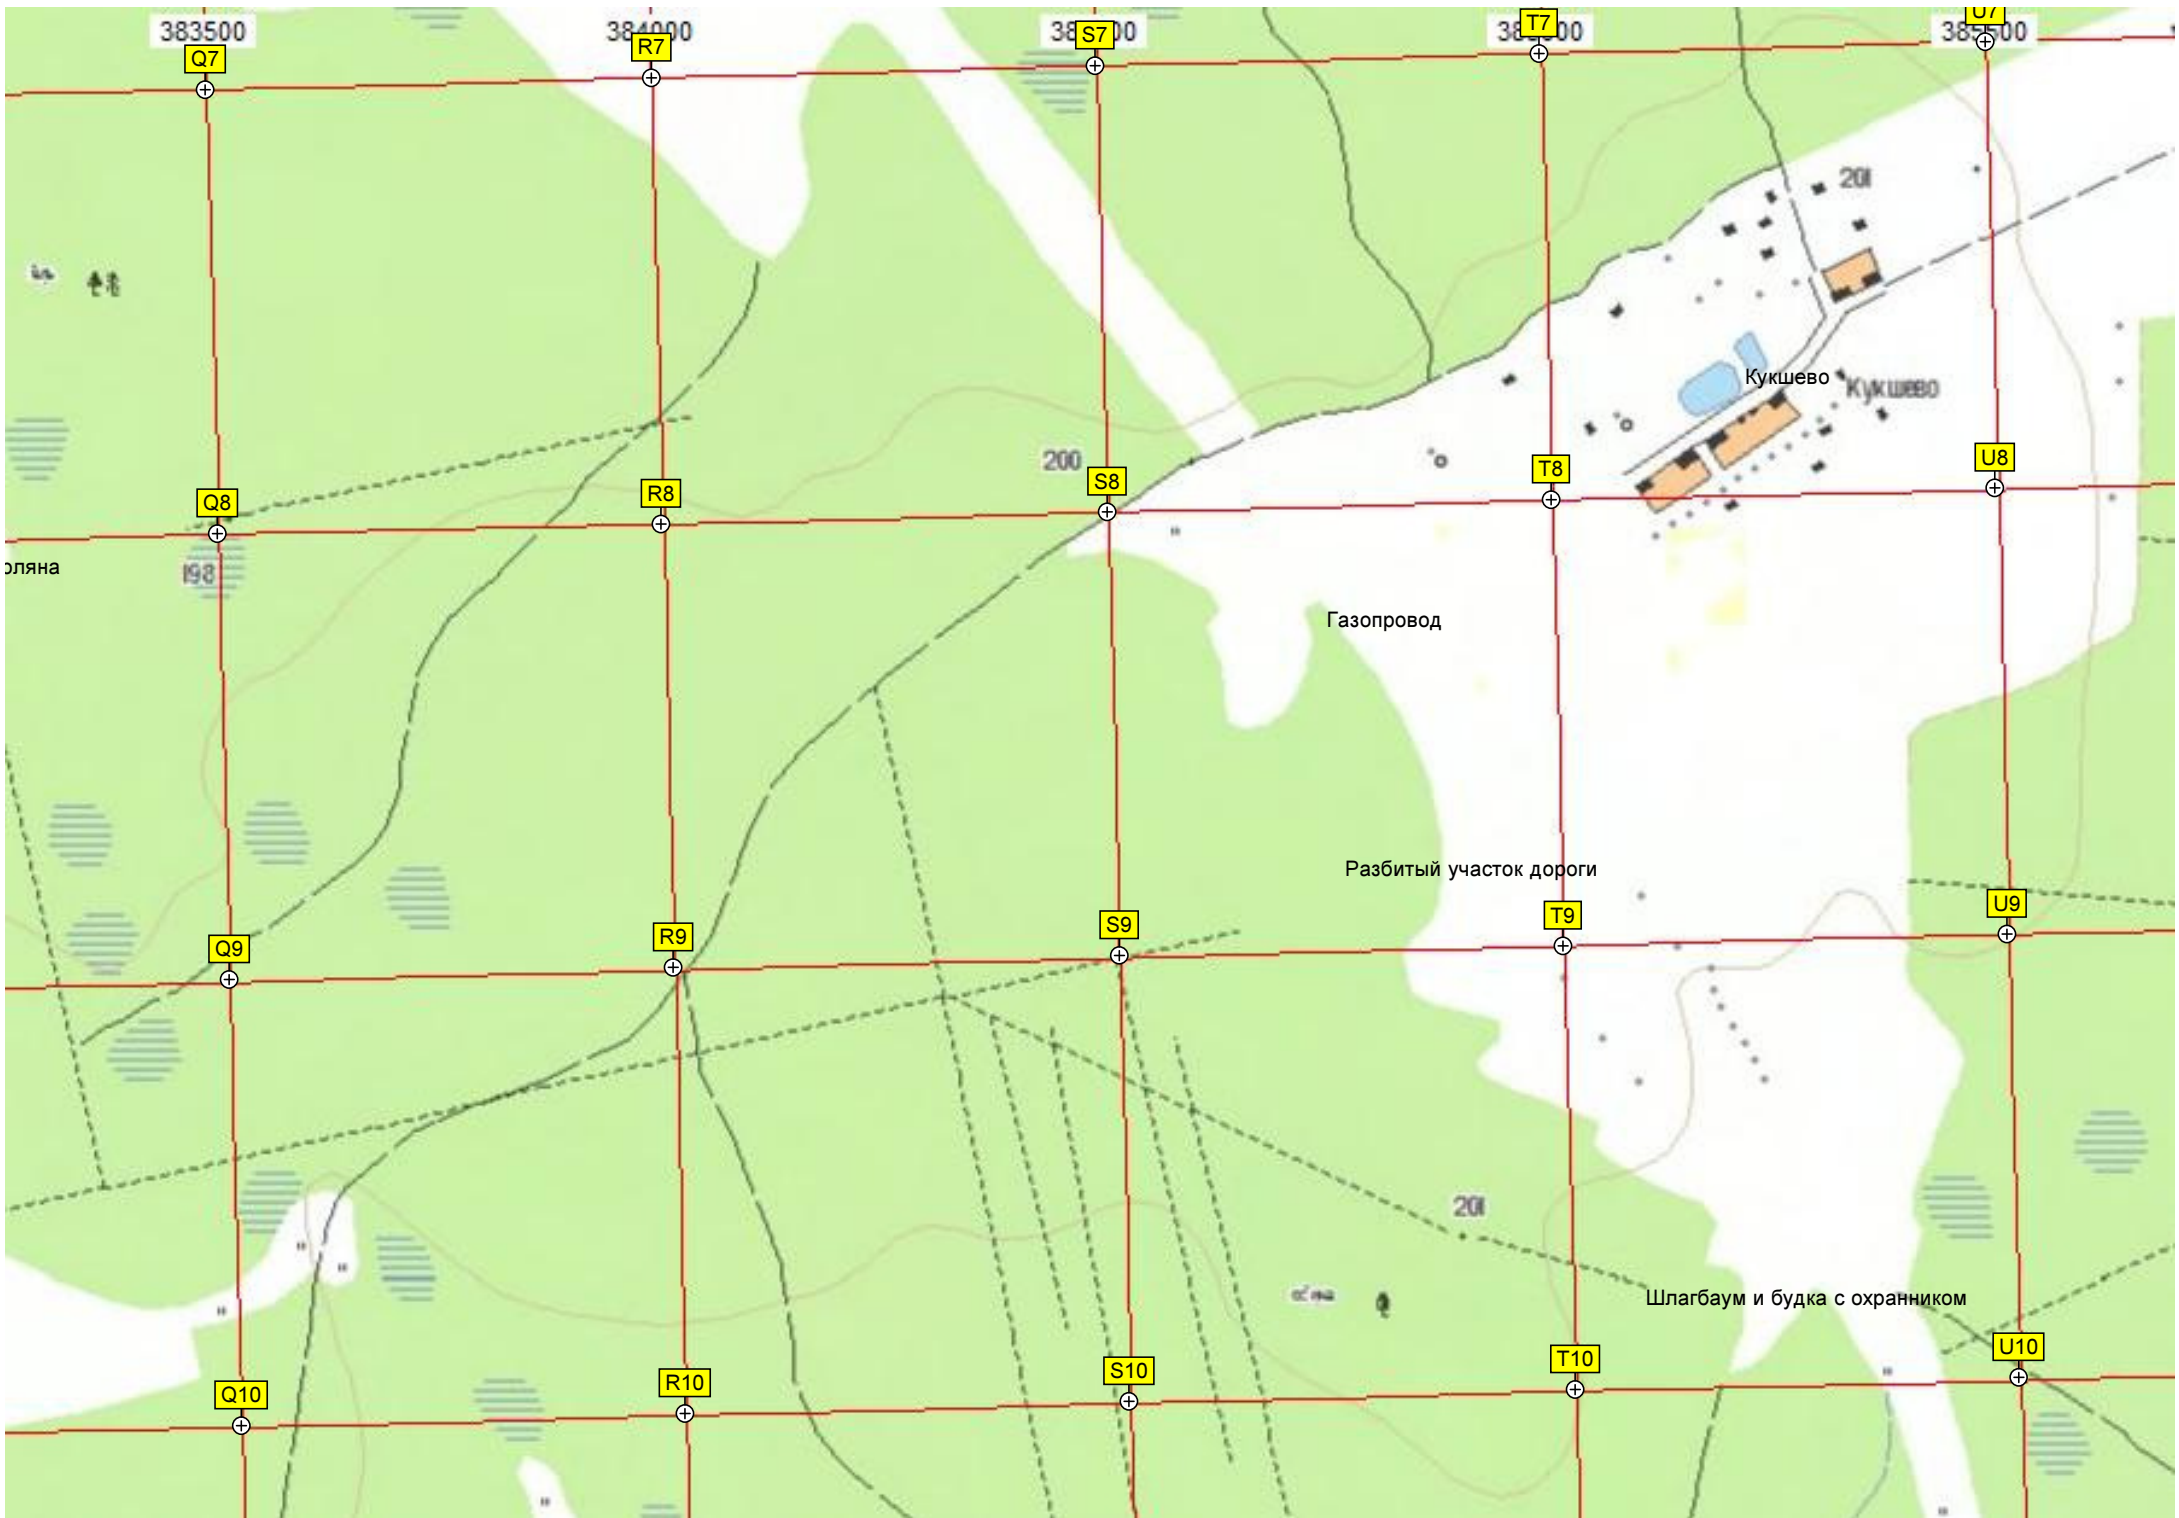 383500
384000
Q7
R7
S7
T7
U7
201
Кукшево
Кукшево
200
Q8
R8
S8
T8
U8
198
оляна
Газопровод
Разбитый участок дороги
Q9
R9
S9
T9
U9
201
Шлагбаум и будка с охранником
Q10
R10
S10
T10
U10